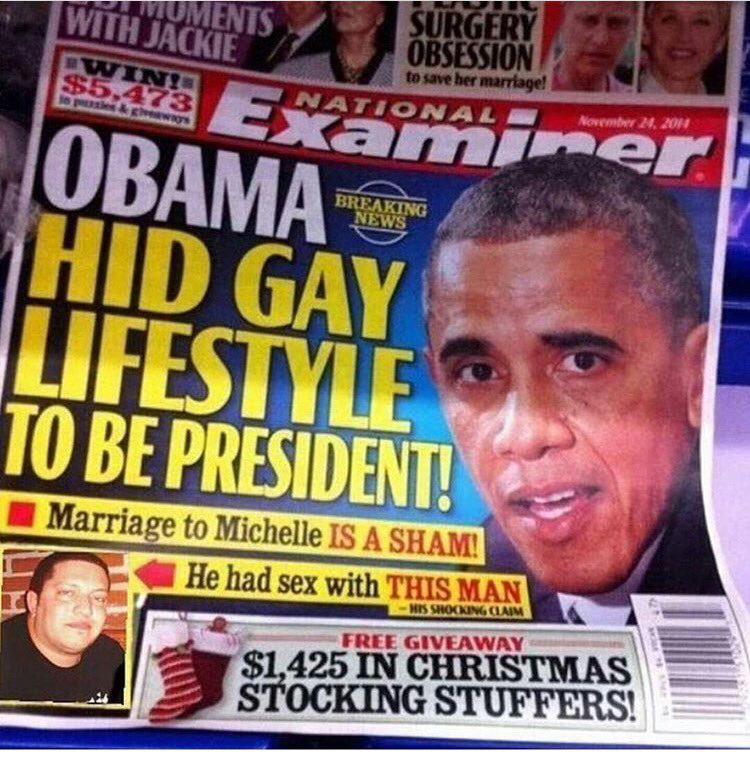 MOMENTS
WITH JACKIE
PLASTIC
SURGERY
OBSESSION
to save her marriage!
WIN!
$5,473
in puzzles & giveaways
NATIONAL
Examiner
November 24, 2014
OBAMA
BREAKING
NEWS
HID GAY
LIFESTYLE
TO BE PRESIDENT!
Marriage to Michelle IS A SHAM!
He had sex with THIS MAN
– HIS SHOCKING CLAIM
FREE GIVEAWAY
$1,425 IN CHRISTMAS
STOCKING STUFFERS!